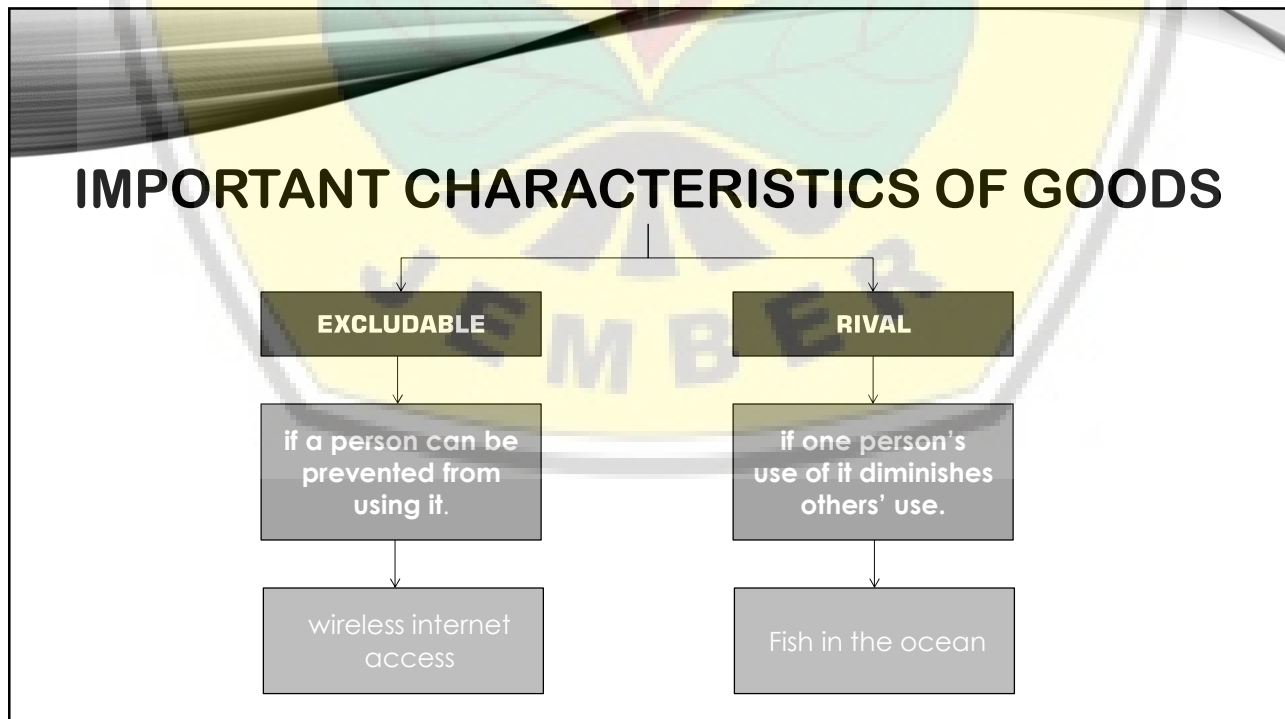 IMPORTANT CHARACTERISTICS OF GOODS
JEMBER
EXCLUDABLE
if a person can be
prevented from
using it.
wireless internet
access
RIVAL
if one person’s
use of it diminishes
others’ use.
Fish in the ocean